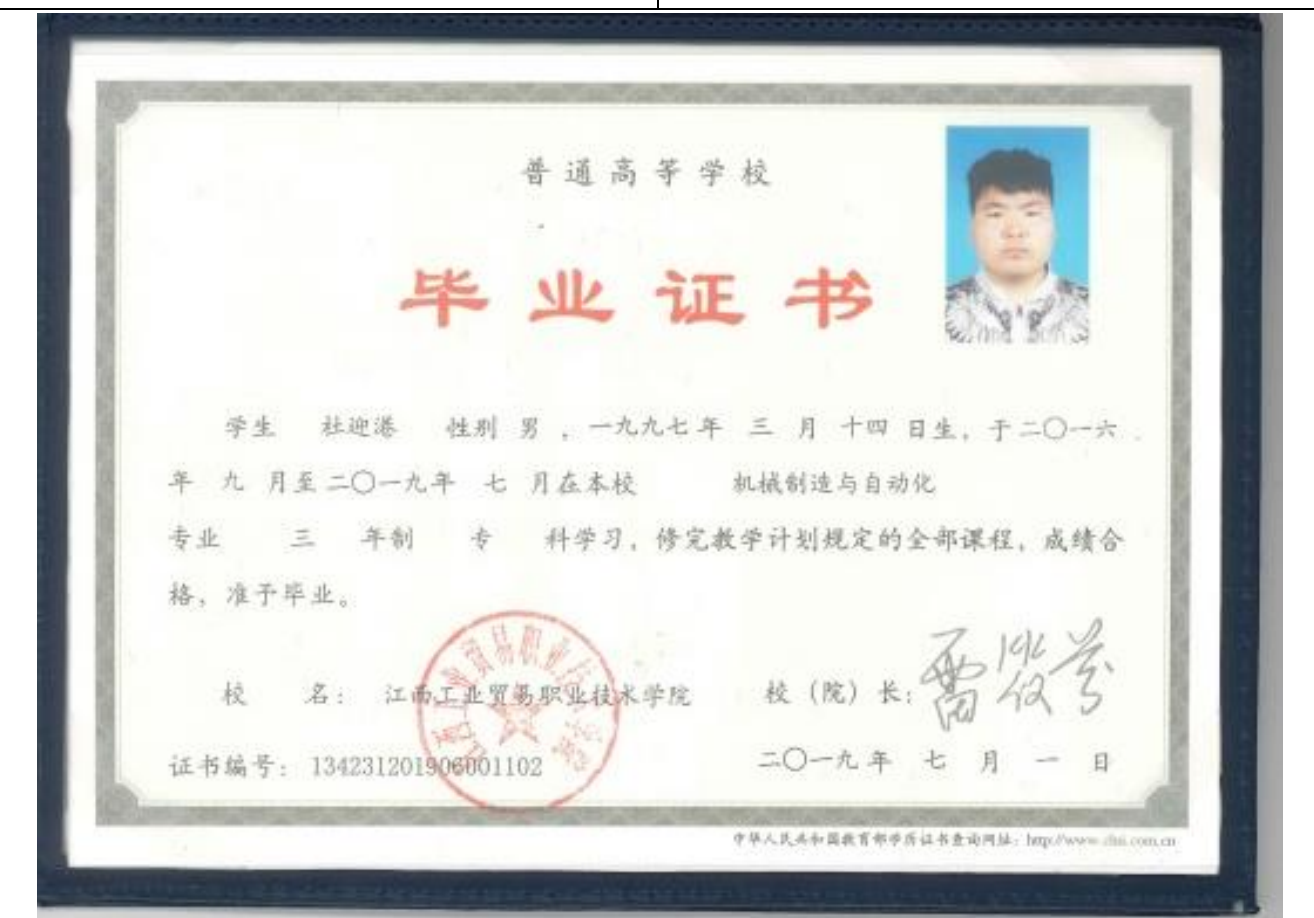 普通高等学校
毕业证书
学生 杜迎港 性别 男 ，一九九七年 三 月 十四 日生，于二〇一六
年 九 月至二〇一九年 七 月在本校 机械制造与自动化
专业 三 年制 专 科学习，修完教学计划规定的全部课程，成绩合
格，准予毕业。
校 名： 江西工业贸易职业技术学院 校（院）长：
证书编号： 134231201906001102 二〇一九年 七 月 一 日
中华人民共和国教育部学历证书查询网址：http://www.chsi.com.cn